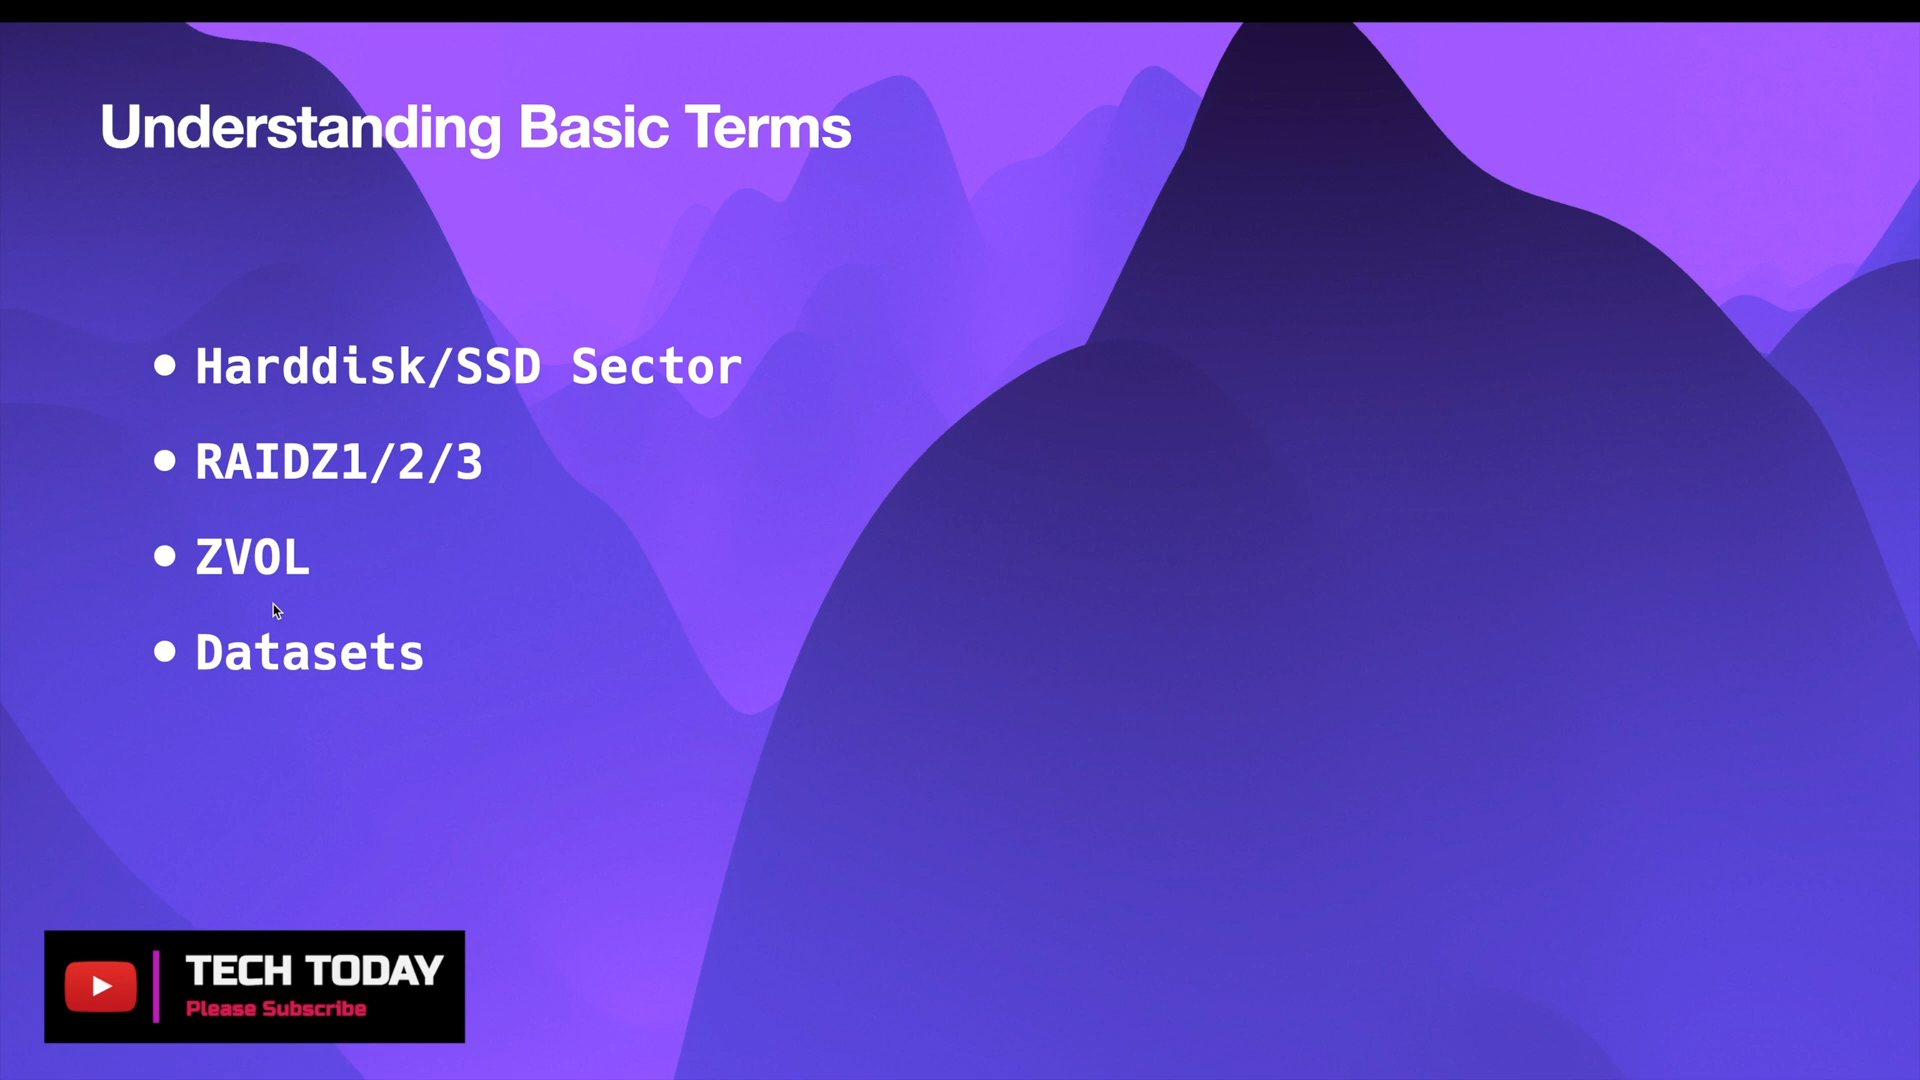 Understanding Basic Terms
• Harddisk/SSD Sector
• RAIDZ1/2/3
• ZVOL
• Datasets
TECH TODAY
Please Subscribe